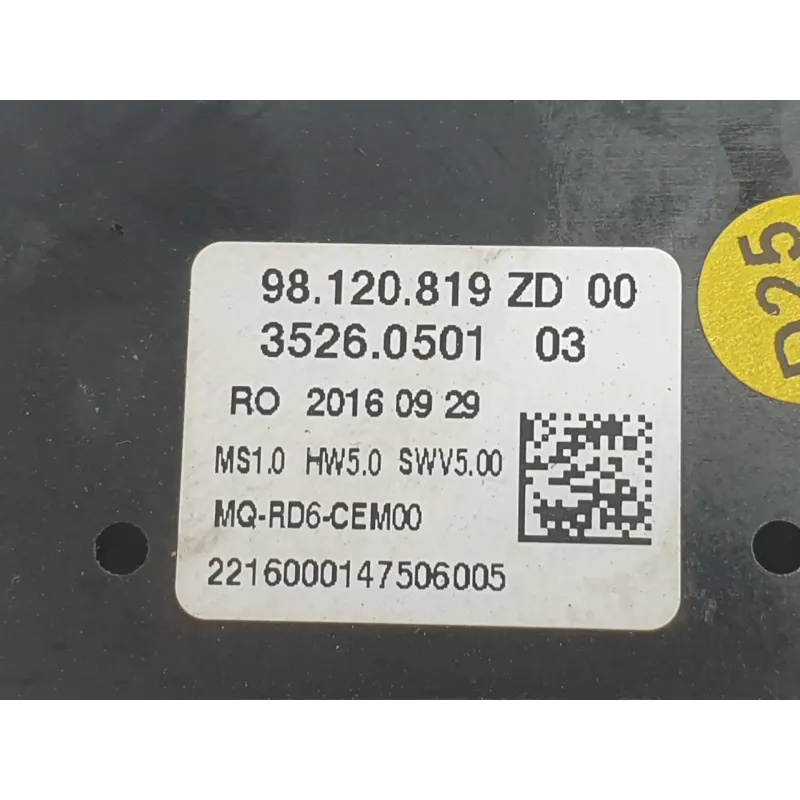 98.120.819 ZD 00
3526.0501 03
RO 2016 09 29
MS1.0 HW5.0 SWV5.00
MQ-RD6-CEM00
2216000147506005
D25